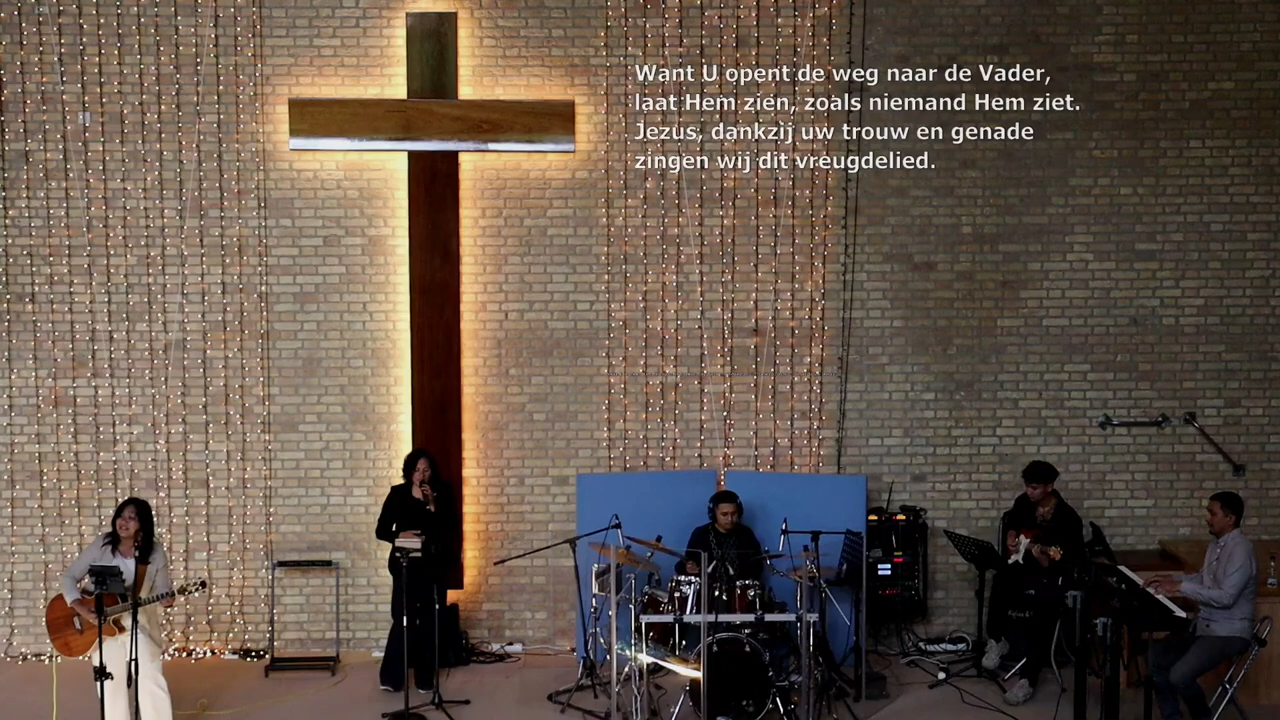 Want U opent de weg naar de Vader,
laat Hem zien, zoals niemand Hem ziet.
Jezus, dankzij uw trouw en genade
zingen wij dit vreugdelied.